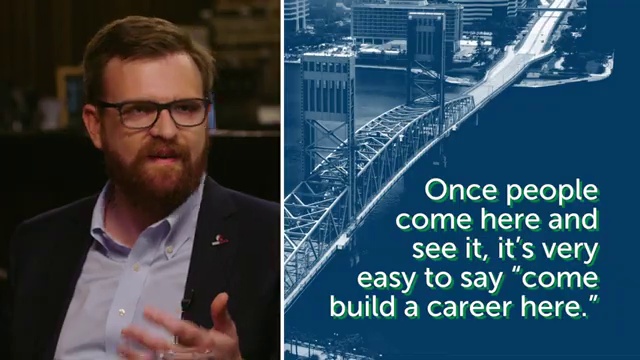 Once people
come here and
see it, it’s very
easy to say “come
build a career here.”